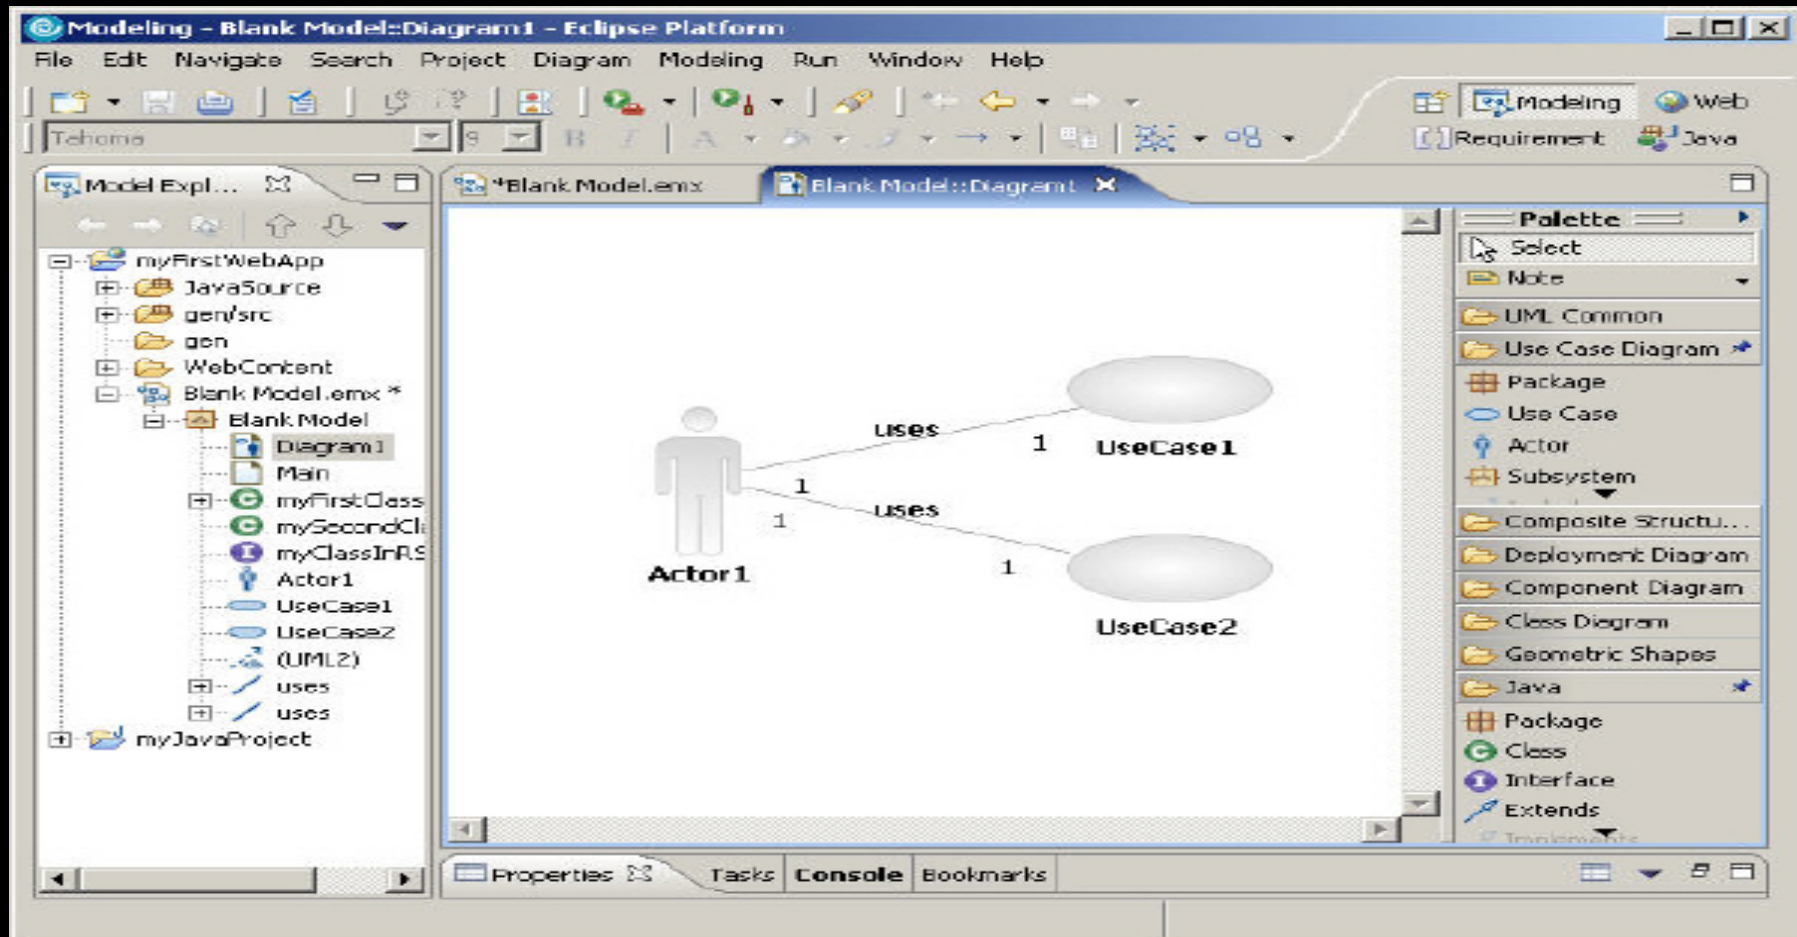 Modeling - Blank Model::Diagram1 - Eclipse Platform
File Edit Navigate Search Project Diagram Modeling Run Window Help
Modeling Web
Tahoma 9 Requirement Java
Model Expl... *Blank Model.emx Blank Model::Diagram1
Palette
Select
Note
UML Common
Use Case Diagram
Package
Use Case
Actor
Subsystem
Composite Structu...
Deployment Diagram
Component Diagram
Class Diagram
Geometric Shapes
Java
Package
Class
Interface
Extends
Implements
myFirstWebApp
JavaSource
gen/src
gen
WebContent
Blank Model.emx *
Blank Model
Diagram1
Main
myFirstClass
mySecondCl
myClassInRS
Actor1
UseCase1
UseCase2
(UML2)
uses
uses
myJavaProject
uses
1
UseCase1
1
1
uses
1
Actor1
UseCase2
Properties Tasks Console Bookmarks